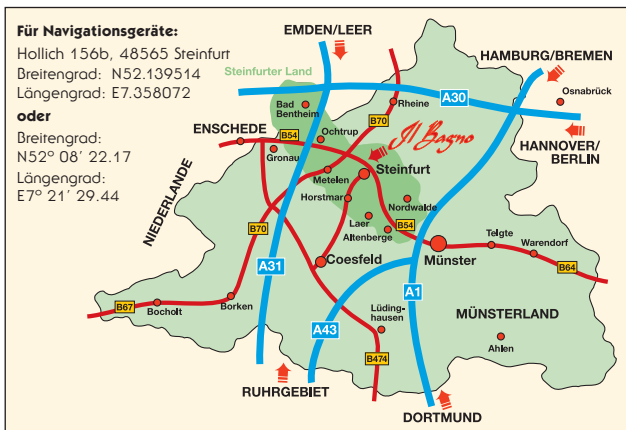 Für Navigationsgeräte:
Hollich 156b, 48565 Steinfurt
Breitengrad: N52.139514
Längengrad: E7.358072
oder
Breitengrad:
N52° 08´ 22.17
Längengrad:
E7° 21´ 29.44
EMDEN/LEER
HAMBURG/BREMEN
Steinfurter Land
Bad
Bentheim
Rheine
A30
Osnabrück
HANNOVER/
BERLIN
ENSCHEDE
B54
Ochtrup
B70
Il Bagno
Gronau
Metelen
Steinfurt
NIEDERLANDE
Horstmar
Nordwalde
Laer
Altenberge
B54
B70
Telgte
Warendorf
A31
Coesfeld
Münster
B64
A1
B67
Bocholt
Borken
A43
Lüding-
hausen
MÜNSTERLAND
Ahlen
B474
RUHRGEBIET
DORTMUND